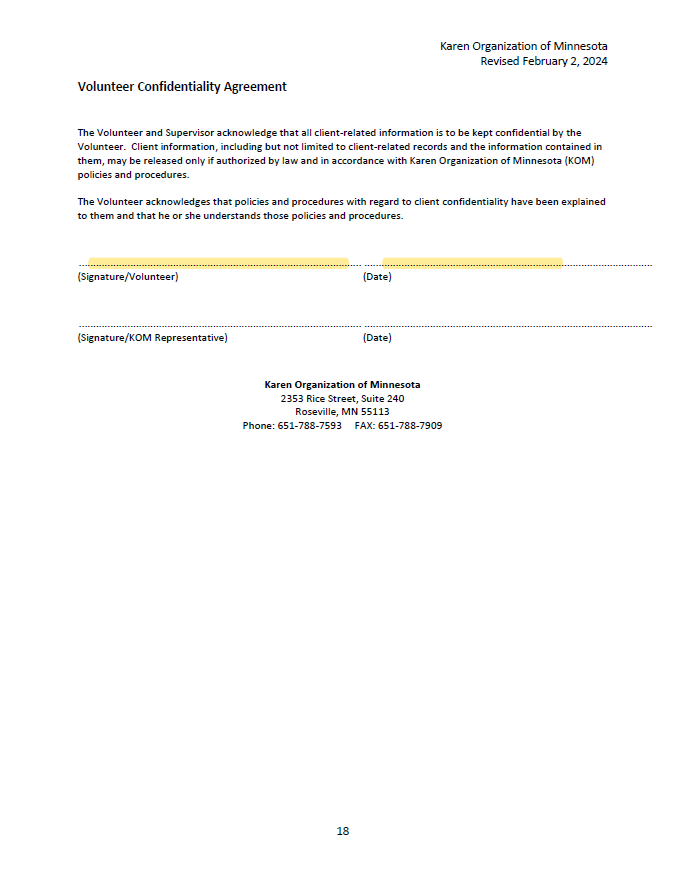 Karen Organization of Minnesota
Revised February 2, 2024
Volunteer Confidentiality Agreement
The Volunteer and Supervisor acknowledge that all client-related information is to be kept confidential by the
Volunteer.  Client information, including but not limited to client-related records and the information contained in
them, may be released only if authorized by law and in accordance with Karen Organization of Minnesota (KOM)
policies and procedures.
The Volunteer acknowledges that policies and procedures with regard to client confidentiality have been explained
to them and that he or she understands those policies and procedures.
(Signature/Volunteer) (Date)
(Signature/KOM Representative) (Date)
Karen Organization of Minnesota
2353 Rice Street, Suite 240
Roseville, MN 55113
Phone: 651-788-7593 FAX: 651-788-7909
18